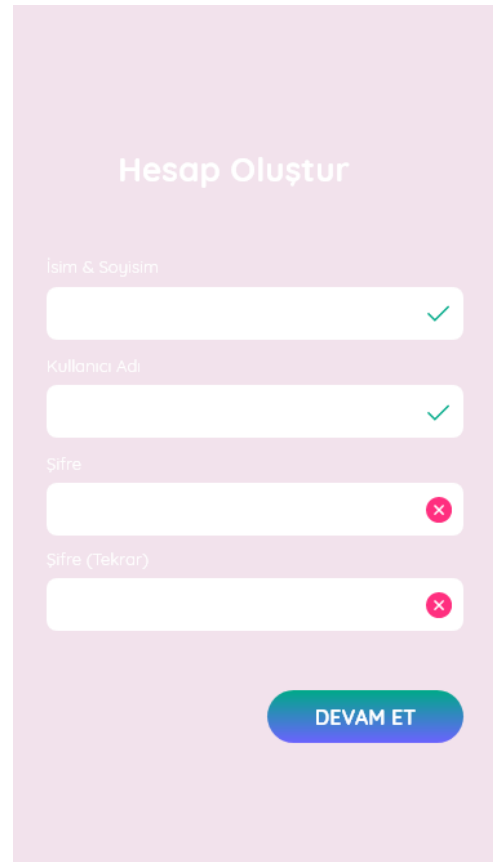 Hesap Oluştur
İsim & Soyisim
Kullanıcı Adı
Şifre
Şifre (Tekrar)
DEVAM ET